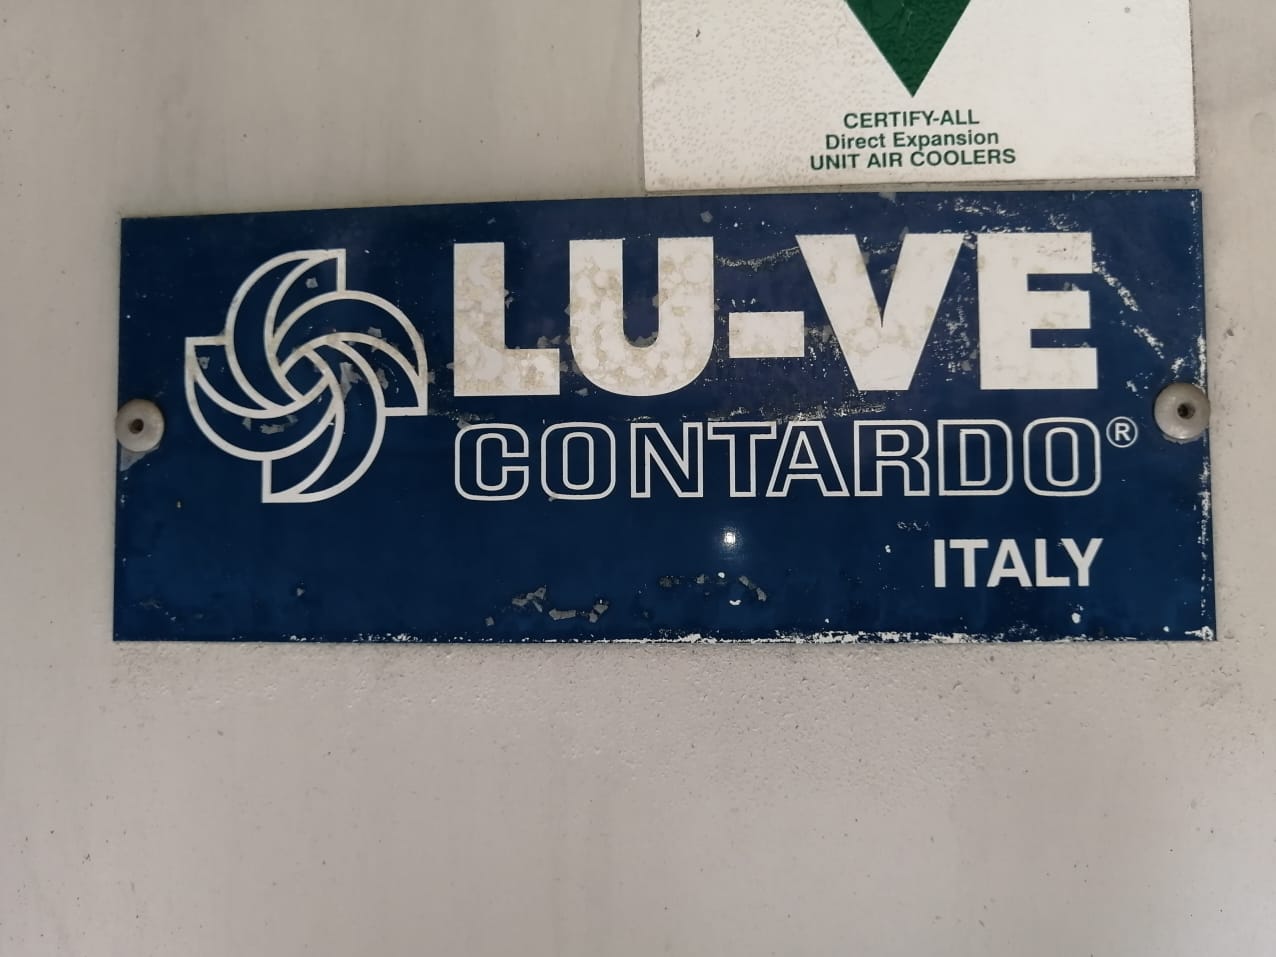 CERTIFY-ALL
Direct Expansion
UNIT AIR COOLERS
LU-VE
CONTARDO®
ITALY